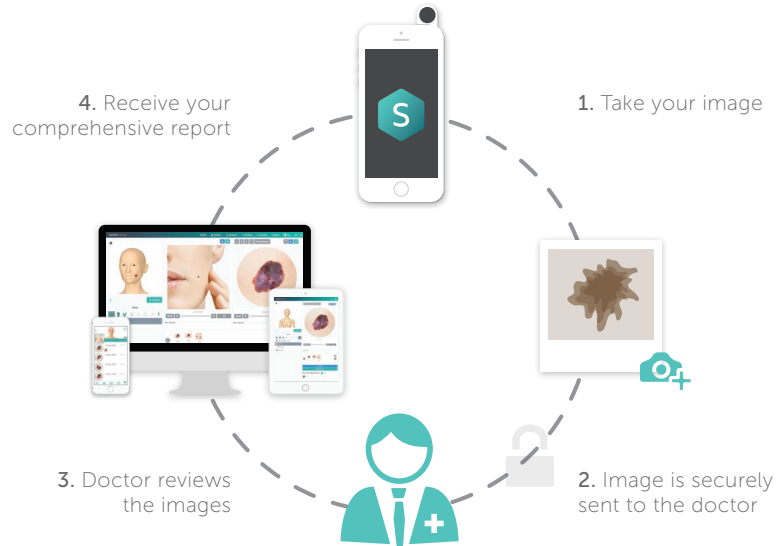 S
1. Take your image
2. Image is securely
sent to the doctor
3. Doctor reviews
the images
4. Receive your
comprehensive report